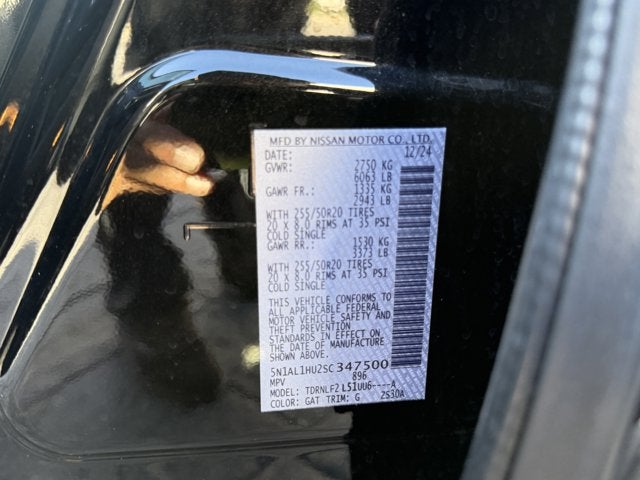 MFD BY NISSAN MOTOR CO., LTD.
DATE: 12/24
GVWR: 2750 KG
6063 LB
GAWR FR.: 1335 KG
2943 LB
WITH 255/50R20 TIRES
20 X 8.0 RIMS AT 35 PSI
COLD SINGLE
GAWR RR.: 1530 KG
3373 LB
WITH 255/50R20 TIRES
20 X 8.0 RIMS AT 35 PSI
COLD SINGLE
THIS VEHICLE CONFORMS TO
ALL APPLICABLE FEDERAL
MOTOR VEHICLE SAFETY AND
THEFT PREVENTION
STANDARDS IN EFFECT ON
THE DATE OF MANUFACTURE
SHOWN ABOVE.
5N1AL1HU2SC347500
MPV 896
MODEL: TDRNLF2 L51UU6----A
COLOR: GAT TRIM: G 2S30A